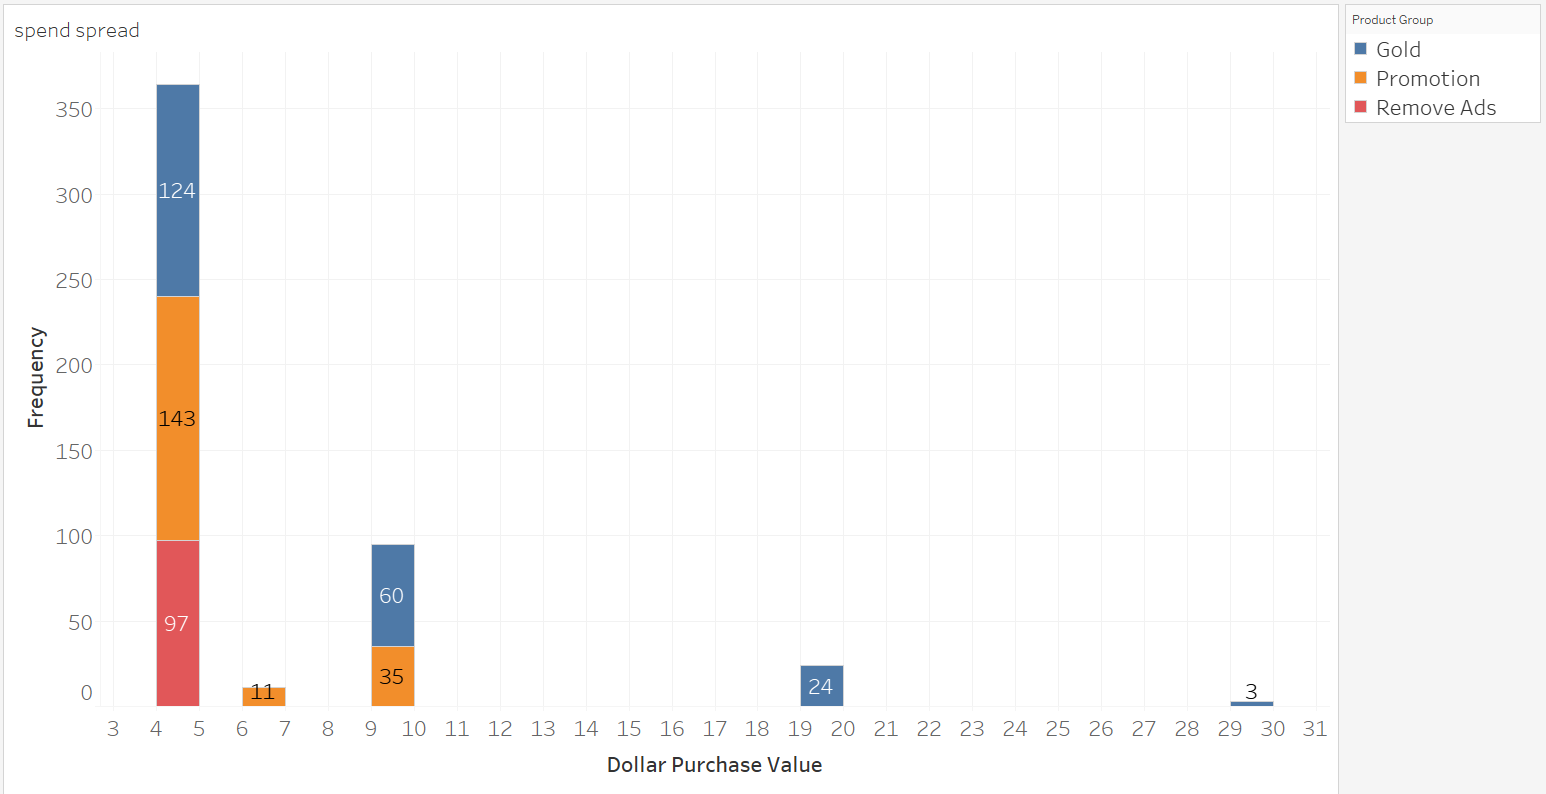 spend spread
Product Group
Gold
Promotion
Remove Ads
Frequency
350
300
250
200
150
100
50
0
124
143
97
11
60
35
24
3
3 4 5 6 7 8 9 10 11 12 13 14 15 16 17 18 19 20 21 22 23 24 25 26 27 28 29 30 31
Dollar Purchase Value